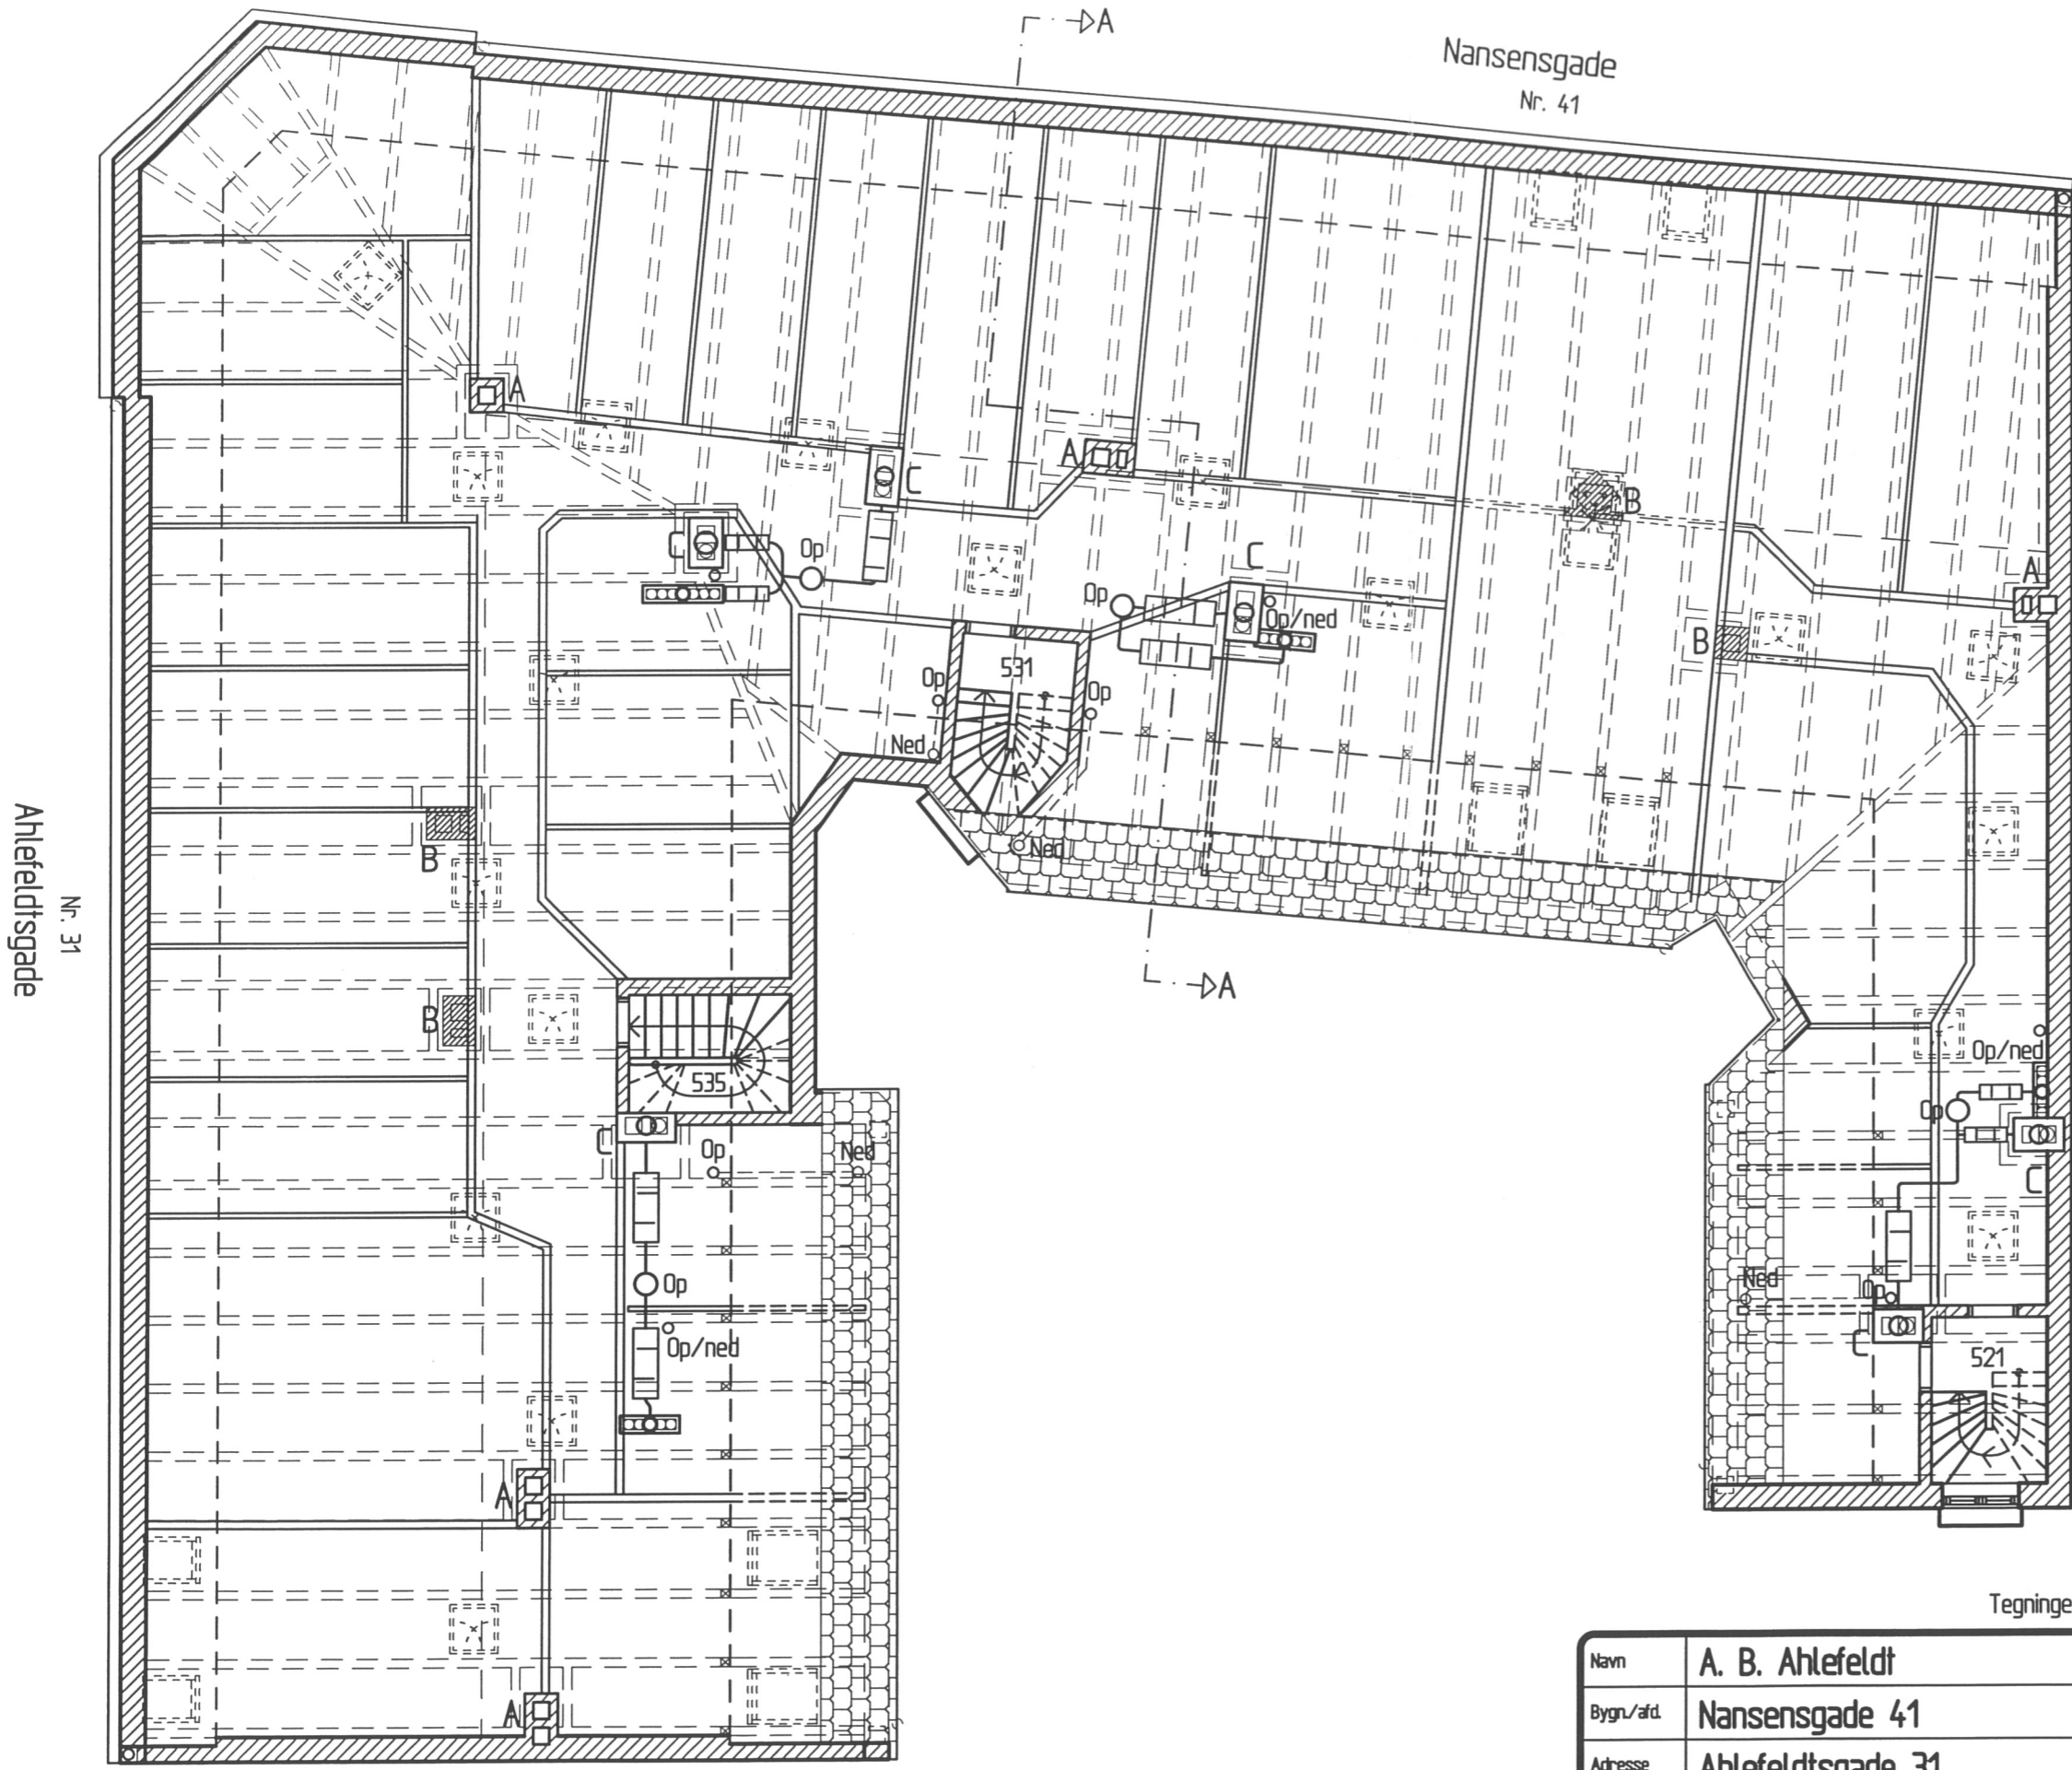 A
Nansensgade
Nr. 41
A
C
A
B
C
Op
C
Op
Op/ned
A
B
531
Op
Op
Ned
Ned
B
Nr. 31
Ahlefeldtsgade
A
B
535
Op/ned
Op
C
Op
Ned
C
Op
Op/ned
Ned
Op
C
521
A
A
Tegninge
Navn A. B. Ahlefeldt
Bygn./afd. Nansensgade 41
Adresse Ahlefeldtsgade 31